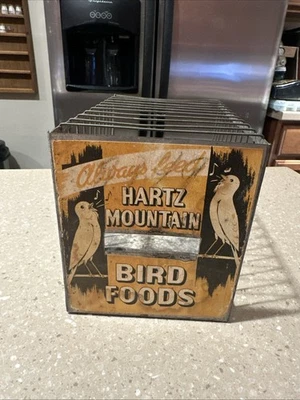 Always Select
HARTZ
MOUNTAIN
BIRD
FOODS